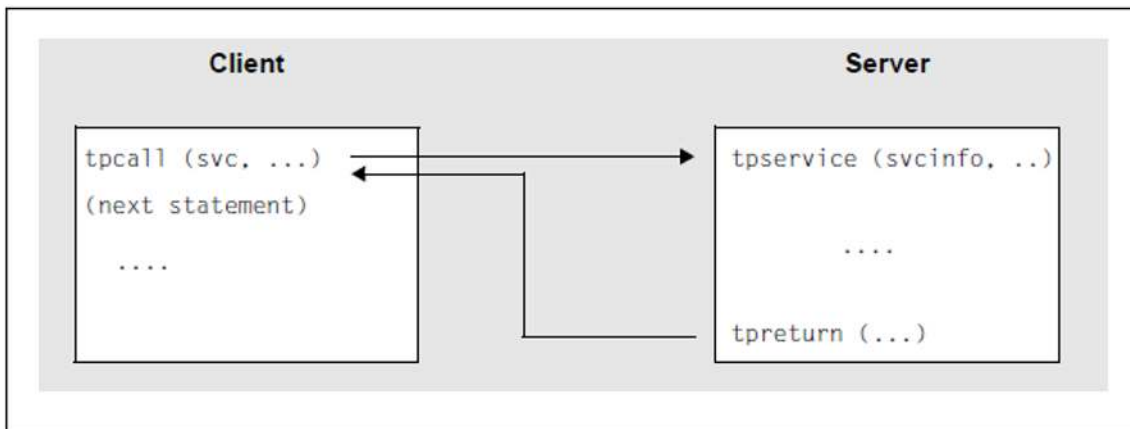 Client
Server
tpcall (svc, ...)
(next statement)
....
tpservice (svcinfo, ..)
....
tpreturn (...)